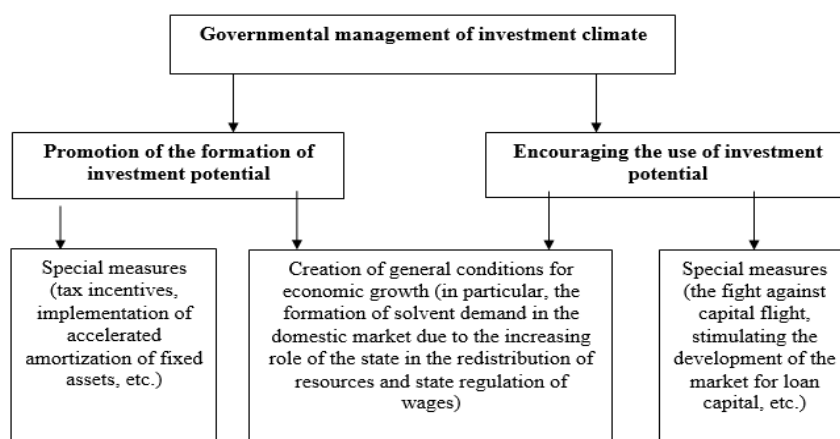 Governmental management of investment climate
Promotion of the formation of
investment potential
Encouraging the use of investment
potential
Special measures
(tax incentives,
implementation of
accelerated
amortization of fixed
assets, etc.)
Creation of general conditions for
economic growth (in particular, the
formation of solvent demand in the
domestic market due to the increasing
role of the state in the redistribution of
resources and state regulation of
wages)
Special measures
(the fight against
capital flight,
stimulating the
development of the
market for loan
capital, etc.)